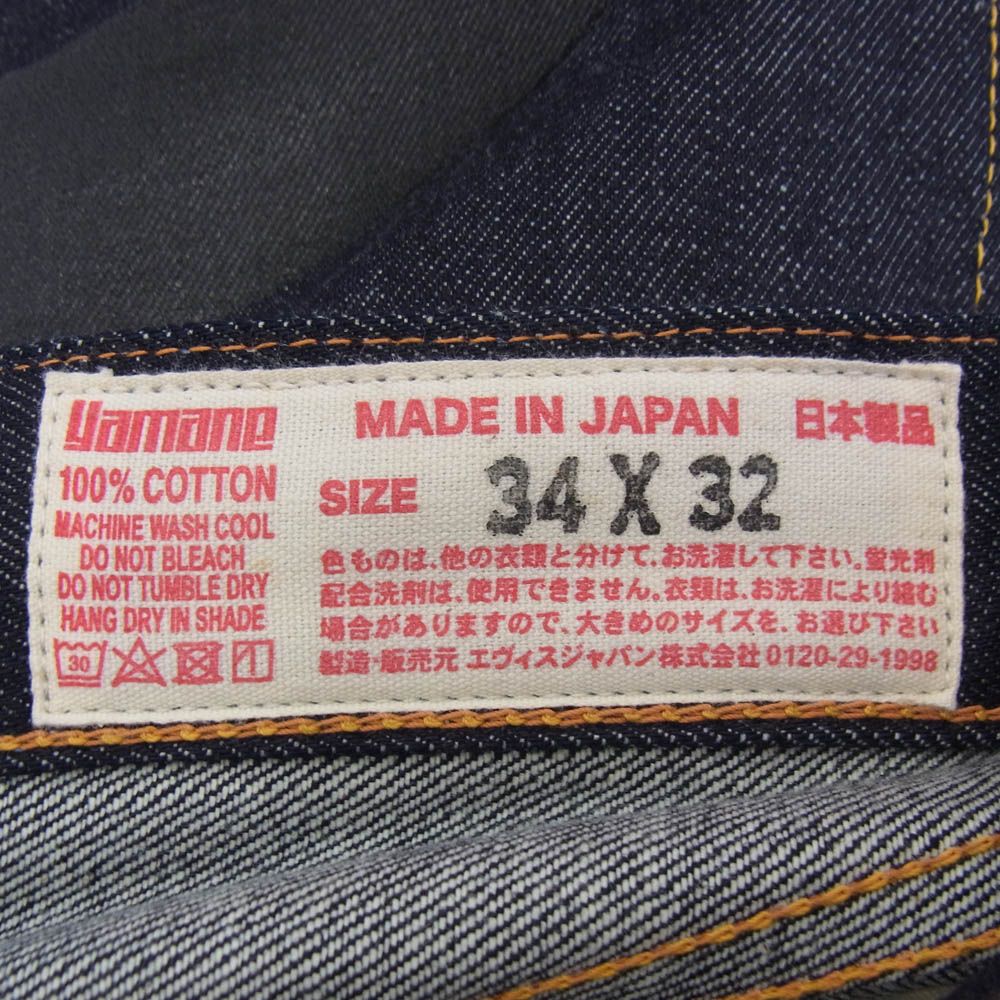 yamane
100% COTTON
MACHINE WASH COOL
DO NOT BLEACH
DO NOT TUMBLE DRY
HANG DRY IN SHADE
30
MADE IN JAPAN 日本製品
SIZE 34 X 32
色ものは、他の衣類と分けて、お洗濯して下さい。蛍光剤
配合洗剤は、使用できません。衣類は、お洗濯により縮む
場合がありますので、大きめのサイズを、お選び下さい
製造・販売元 エヴィスジャパン株式会社 0120-29-1998